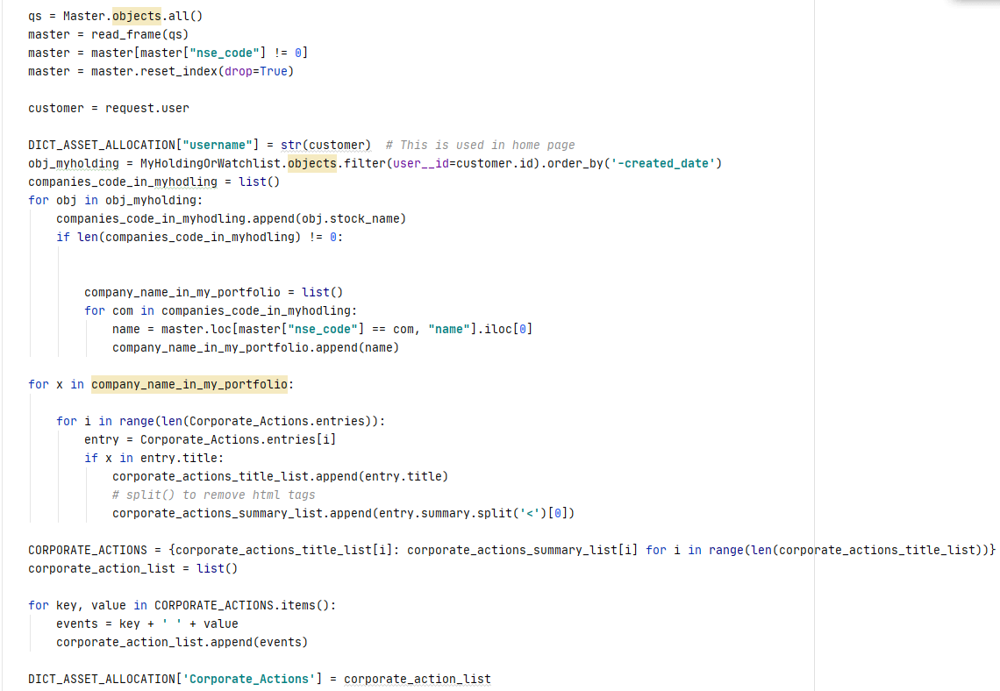 qs = Master.objects.all()
master = read_frame(qs)
master = master[master["nse_code"] != 0]
master = master.reset_index(drop=True)
customer = request.user
DICT_ASSET_ALLOCATION["username"] = str(customer)  # This is used in home page
obj_myholding = MyHoldingOrWatchlist.objects.filter(user__id=customer.id).order_by('-created_date')
companies_code_in_myhodling = list()
for obj in obj_myholding:
    companies_code_in_myhodling.append(obj.stock_name)
    if len(companies_code_in_myhodling) != 0:
        company_name_in_my_portfolio = list()
        for com in companies_code_in_myhodling:
            name = master.loc[master["nse_code"] == com, "name"].iloc[0]
            company_name_in_my_portfolio.append(name)
for x in company_name_in_my_portfolio:
    for i in range(len(Corporate_Actions.entries)):
        entry = Corporate_Actions.entries[i]
        if x in entry.title:
            corporate_actions_title_list.append(entry.title)
            # split() to remove html tags
            corporate_actions_summary_list.append(entry.summary.split('<')[0])
CORPORATE_ACTIONS = {corporate_actions_title_list[i]: corporate_actions_summary_list[i] for i in range(len(corporate_actions_title_list))}
corporate_action_list = list()
for key, value in CORPORATE_ACTIONS.items():
    events = key + ' ' + value
    corporate_action_list.append(events)
DICT_ASSET_ALLOCATION['Corporate_Actions'] = corporate_action_list